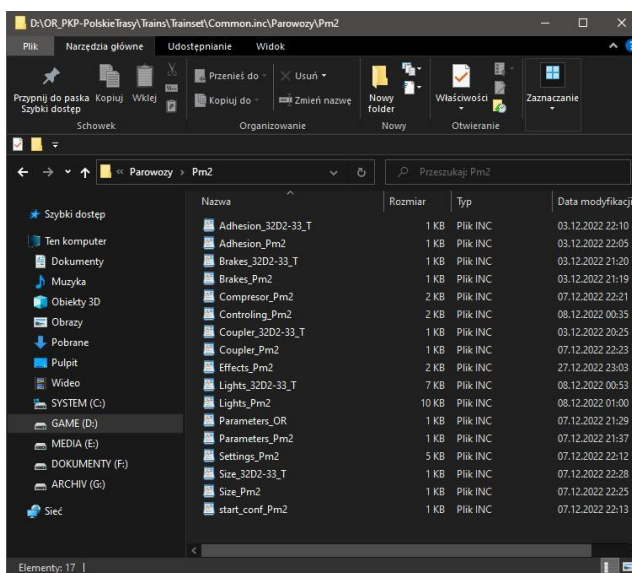 D:\OR_PKP-PolskieTrasy\Trains\Trainset\Common.inc\Parowozy\Pm2
Plik Narzędzia główne Udostępnianie Widok
Przypnij do paska Szybki dostęp
Kopiuj
Wklej
Przenieś do
Kopiuj do
Usuń
Zmień nazwę
Nowy folder
Właściwości
Zaznaczanie
Schowek Organizowanie Nowy Otwieranie
« Parowozy > Pm2 Przeszukaj: Pm2
Nazwa Rozmiar Typ Data modyfikacji
Szybki dostęp
Ten komputer
Dokumenty
Muzyka
Obiekty 3D
Obrazy
Pobrane
Pulpit
Wideo
SYSTEM (C:)
GAME (D:)
MEDIA (E:)
DOKUMENTY (F:)
ARCHIV (G:)
Sieć
Adhesion_32D2-33_T 1 KB Plik INC 03.12.2022 22:10
Adhesion_Pm2 1 KB Plik INC 03.12.2022 22:05
Brakes_32D2-33_T 1 KB Plik INC 03.12.2022 21:20
Brakes_Pm2 1 KB Plik INC 03.12.2022 21:19
Compresor_Pm2 2 KB Plik INC 07.12.2022 22:21
Controling_Pm2 2 KB Plik INC 08.12.2022 00:35
Coupler_32D2-33_T 1 KB Plik INC 03.12.2022 20:25
Coupler_Pm2 1 KB Plik INC 07.12.2022 22:23
Effects_Pm2 2 KB Plik INC 27.12.2022 23:03
Lights_32D2-33_T 7 KB Plik INC 08.12.2022 00:53
Lights_Pm2 10 KB Plik INC 08.12.2022 01:00
Parameters_OR 1 KB Plik INC 07.12.2022 21:29
Parameters_Pm2 1 KB Plik INC 07.12.2022 21:37
Settings_Pm2 5 KB Plik INC 07.12.2022 22:12
Size_32D2-33_T 1 KB Plik INC 07.12.2022 22:28
Size_Pm2 1 KB Plik INC 07.12.2022 22:25
start_conf_Pm2 1 KB Plik INC 07.12.2022 22:13
Elementy: 17